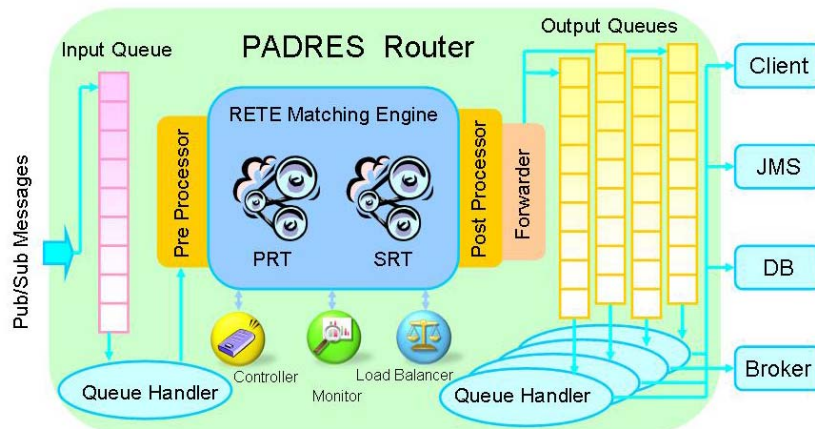 PADRES Router
Input Queue
Output Queues
Pub/Sub Messages
Pre Processor
RETE Matching Engine
PRT
SRT
Post Processor
Forwarder
Client
JMS
DB
Broker
Controller
Monitor
Load Balancer
Queue Handler
Queue Handler